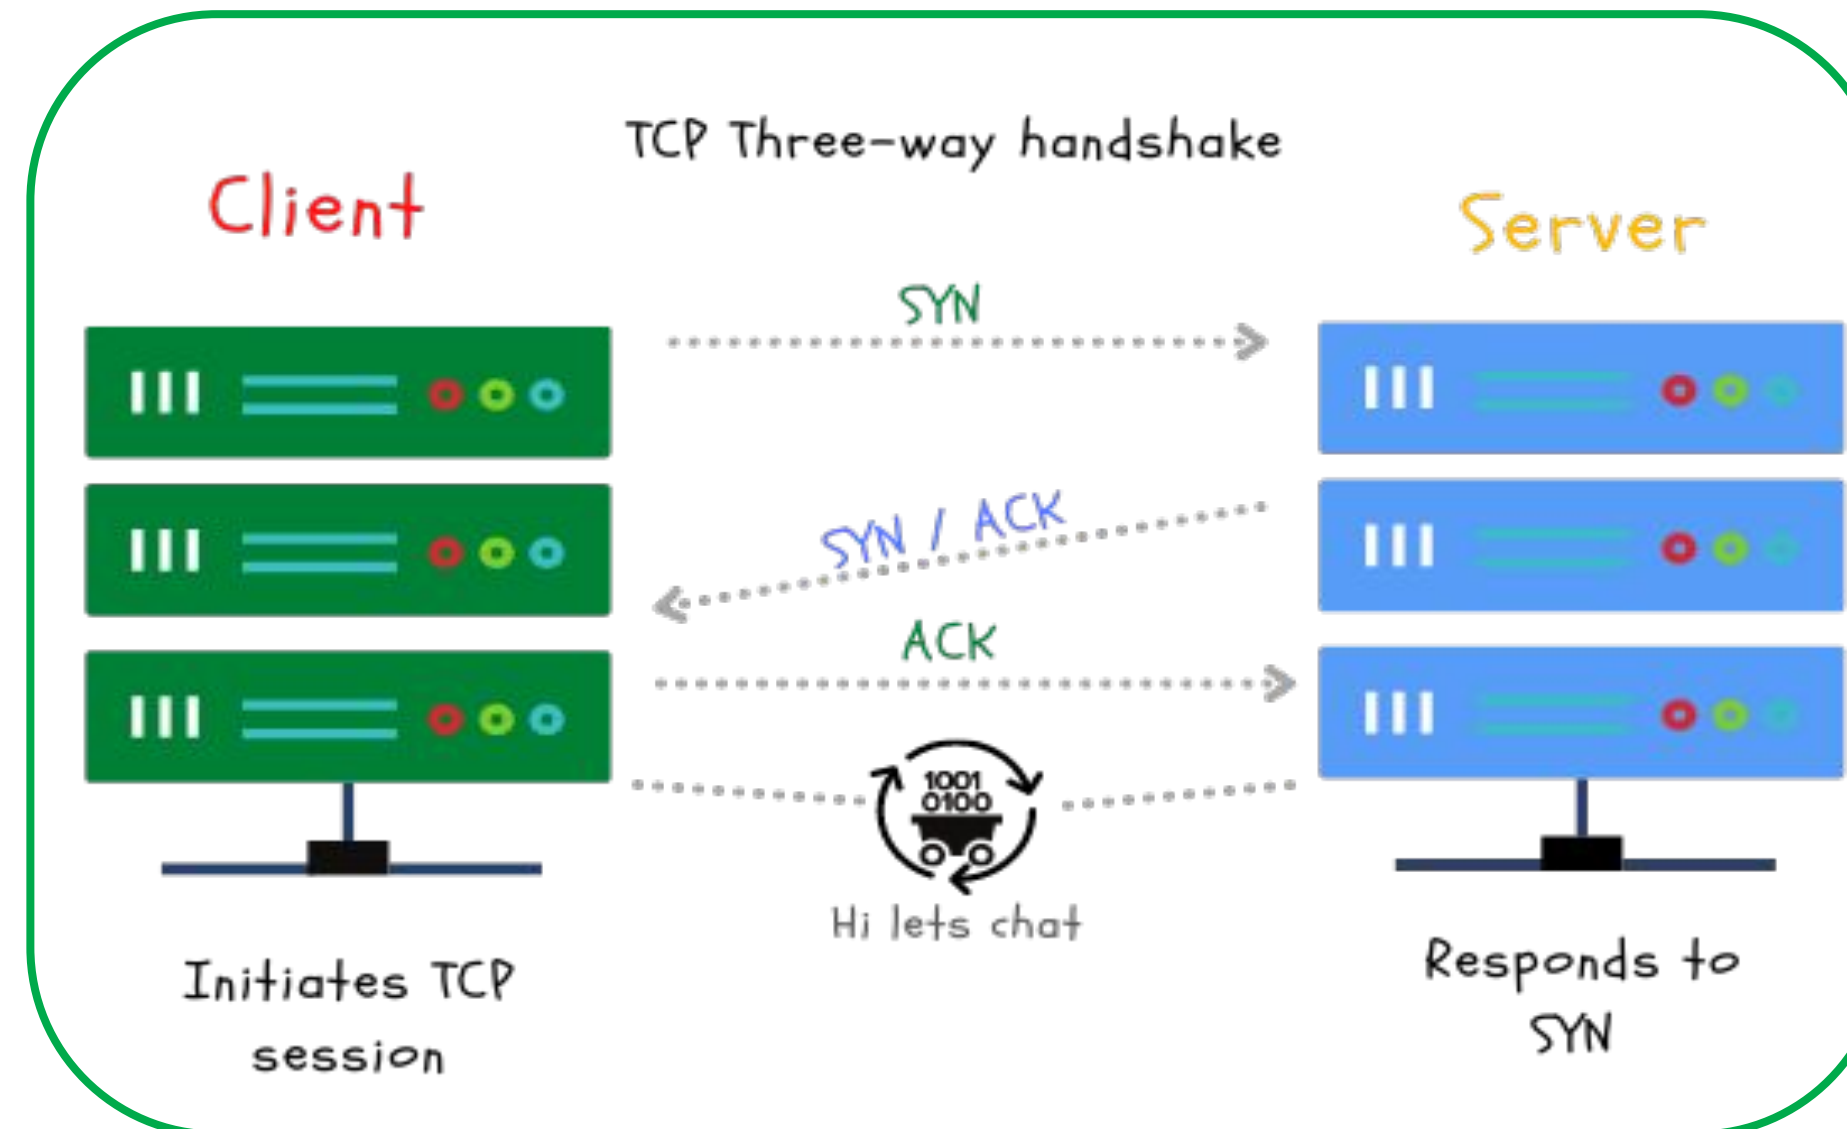 TCP Three-way handshake
Client
Server
SYN
SYN / ACK
ACK
1001
0100
Hi lets chat
Initiates TCP
session
Responds to
SYN